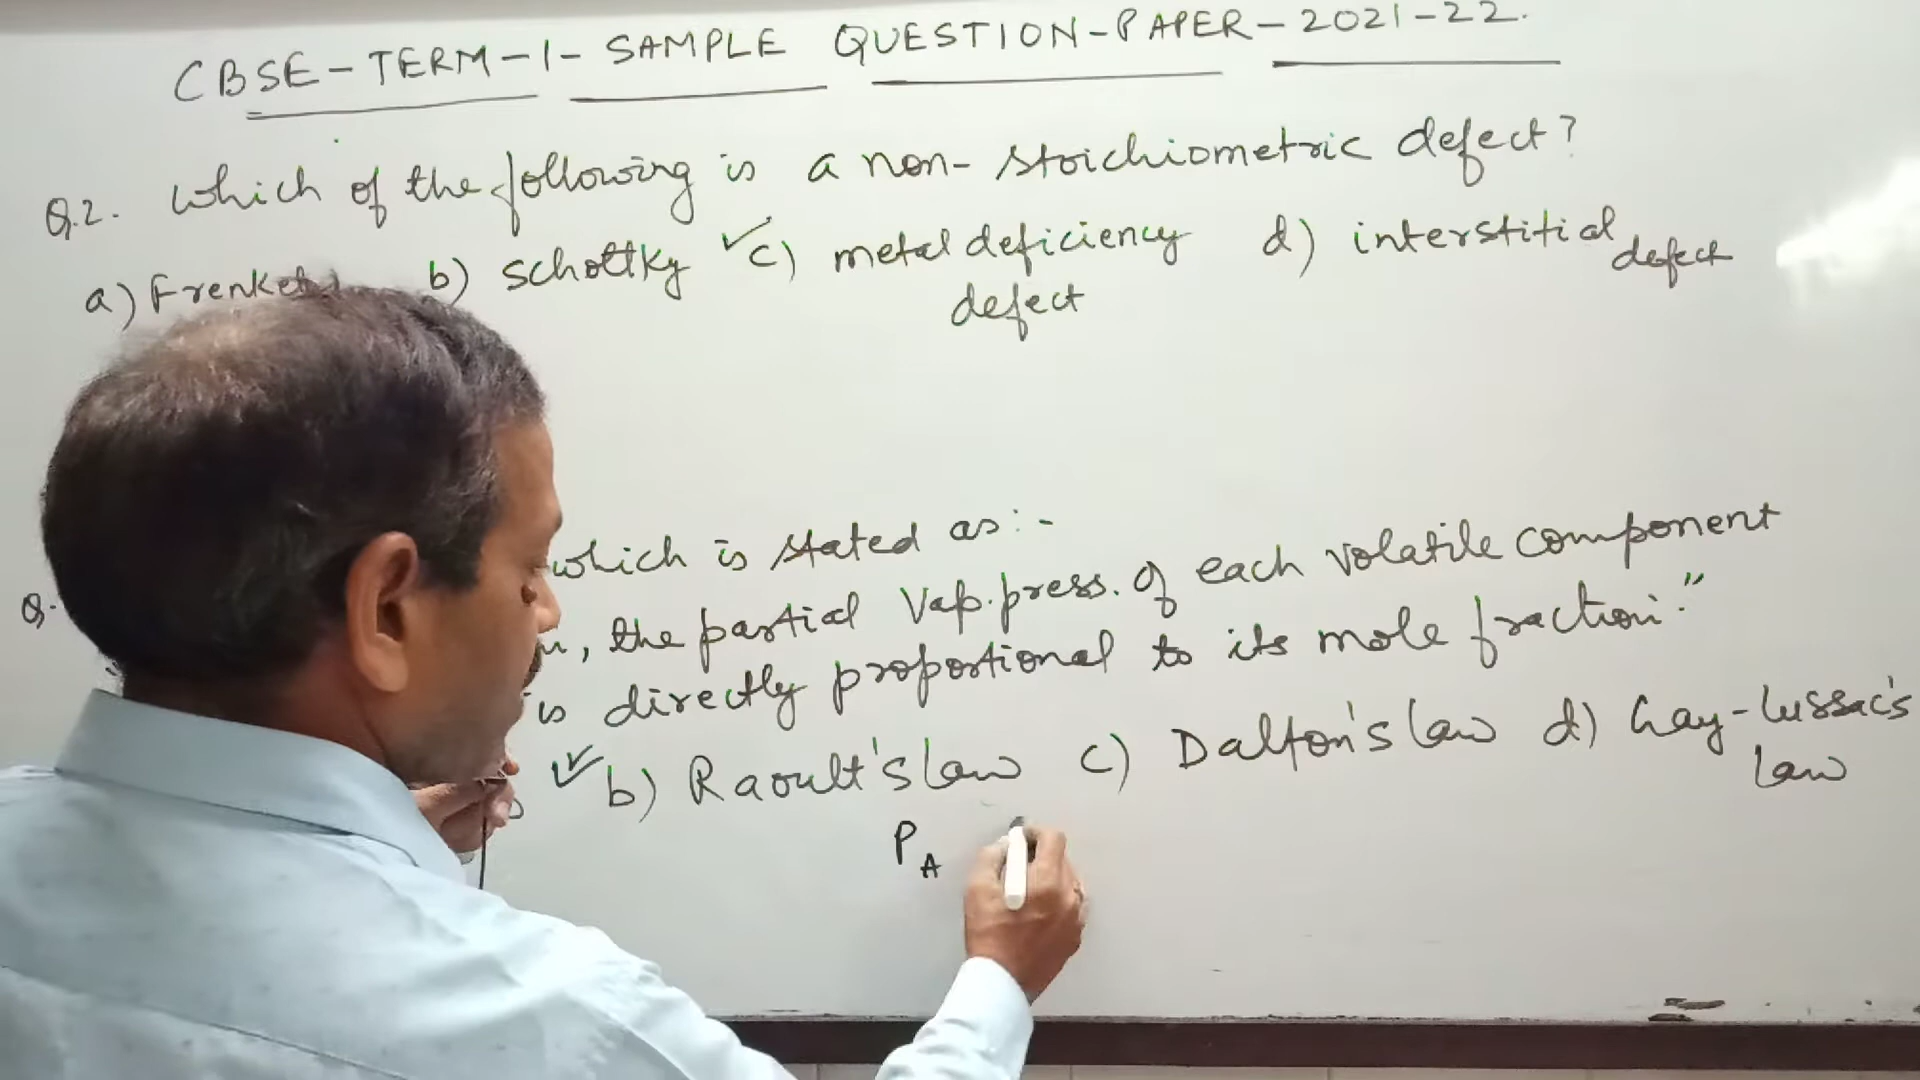 CBSE-TERM-1- SAMPLE QUESTION-PAPER-2021-22.
Q.2. Which of the following is a non-stoichiometric defect?
a) Frenkel b) schottky ✓c) metal deficiency d) interstitial defect
defect
which is stated as:-
, the partial Vap. press. of each volatile component
is directly proportional to its mole fraction."
✓✓ b) Raoult's law c) Dalton's law d) Gay-Lussac's
law
P A